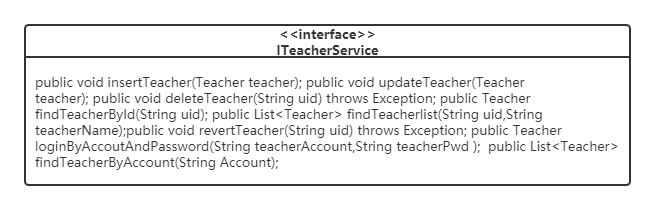 <<interface>>
ITeacherService
public void insertTeacher(Teacher teacher); public void updateTeacher(Teacher
teacher); public void deleteTeacher(String uid) throws Exception; public Teacher
findTeacherById(String uid); public List<Teacher> findTeacherlist(String uid,String
teacherName);public void revertTeacher(String uid) throws Exception; public Teacher
loginByAccoutAndPassword(String teacherAccount,String teacherPwd );  public List<Teacher>
findTeacherByAccount(String Account);